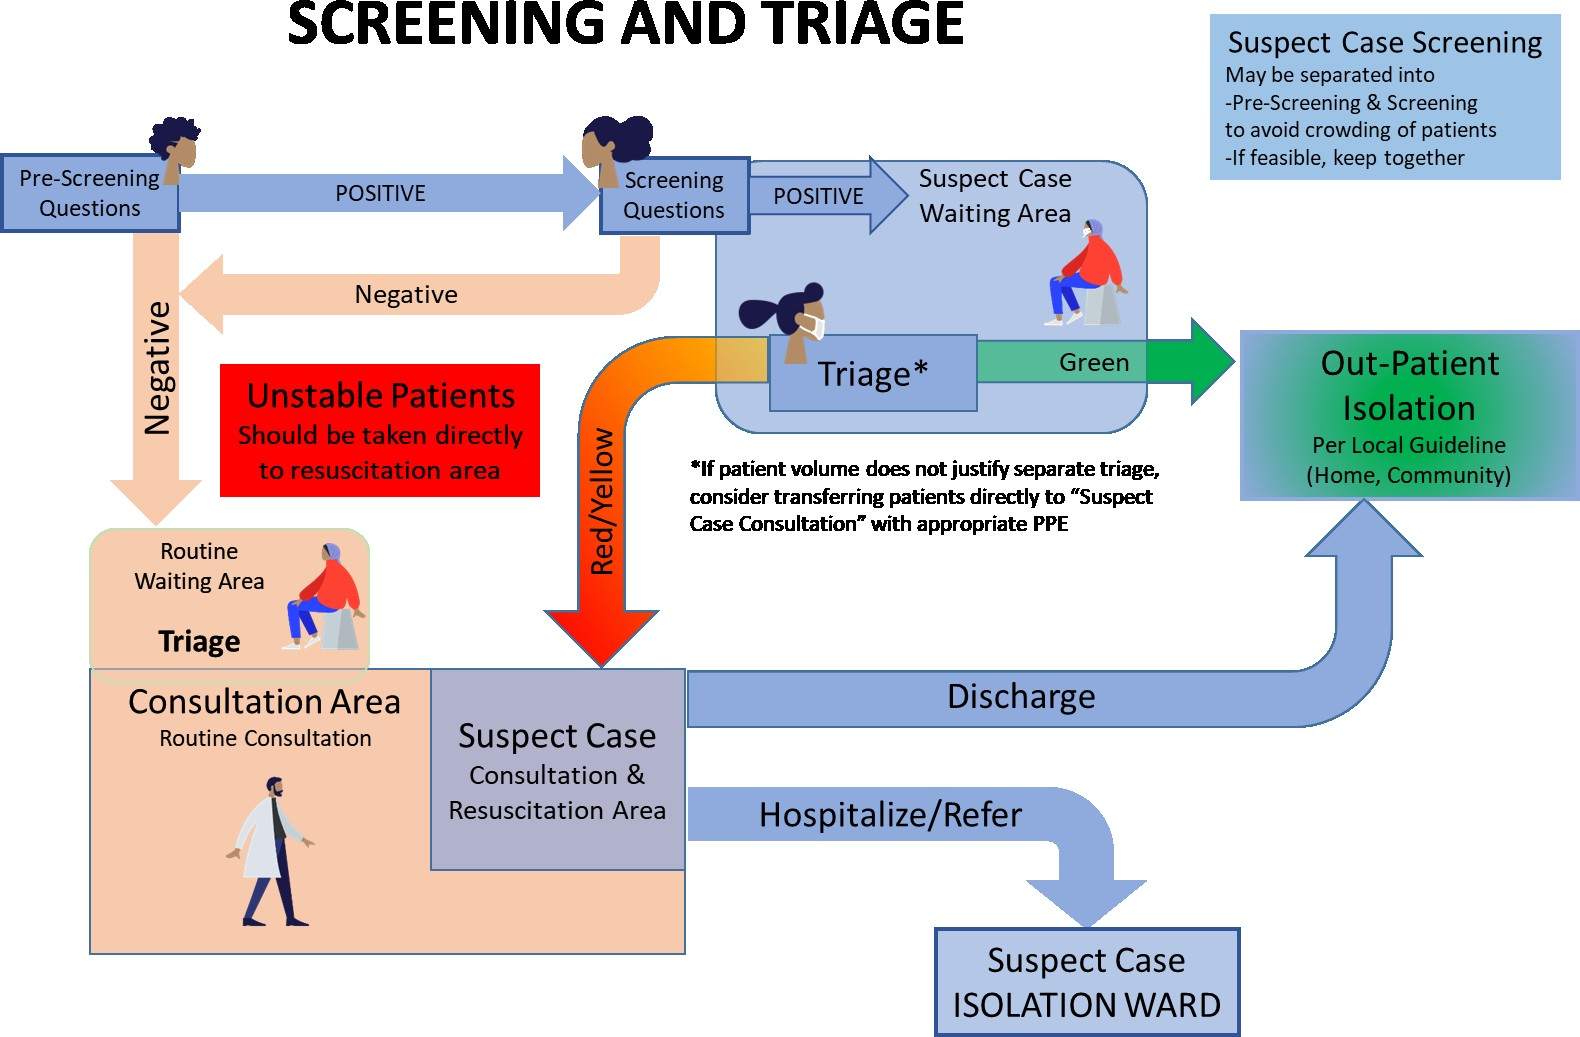 SCREENING AND TRIAGE
Suspect Case Screening
May be separated into
-Pre-Screening & Screening
to avoid crowding of patients
-If feasible, keep together
Pre-Screening
Questions
POSITIVE
Screening
Questions
POSITIVE
Suspect Case
Waiting Area
Negative
Negative
Unstable Patients
Should be taken directly
to resuscitation area
Triage*
Green
Out-Patient
Isolation
Per Local Guideline
(Home, Community)
Red/Yellow
*If patient volume does not justify separate triage,
consider transferring patients directly to “Suspect
Case Consultation” with appropriate PPE
Routine
Waiting Area
Triage
Consultation Area
Routine Consultation
Suspect Case
Consultation &
Resuscitation Area
Discharge
Hospitalize/Refer
Suspect Case
ISOLATION WARD